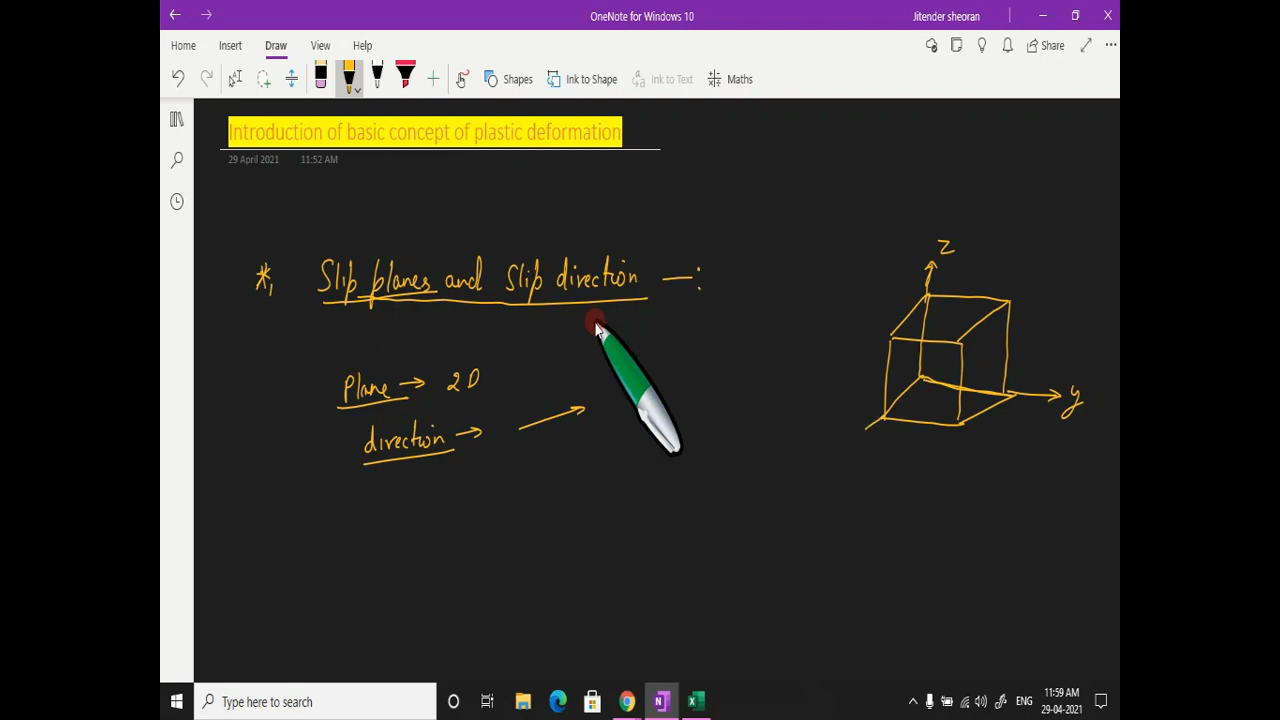 OneNote for Windows 10
Jitender sheoran
Home Insert Draw View Help
Share
Shapes Ink to Shape Ink to Text Maths
Introduction of basic concept of plastic deformation
29 April 2021 11:52 AM
*, Slip planes and Slip direction —:
Plane → 2D
direction →
z
y
Type here to search
ENG
11:59 AM
29-04-2021